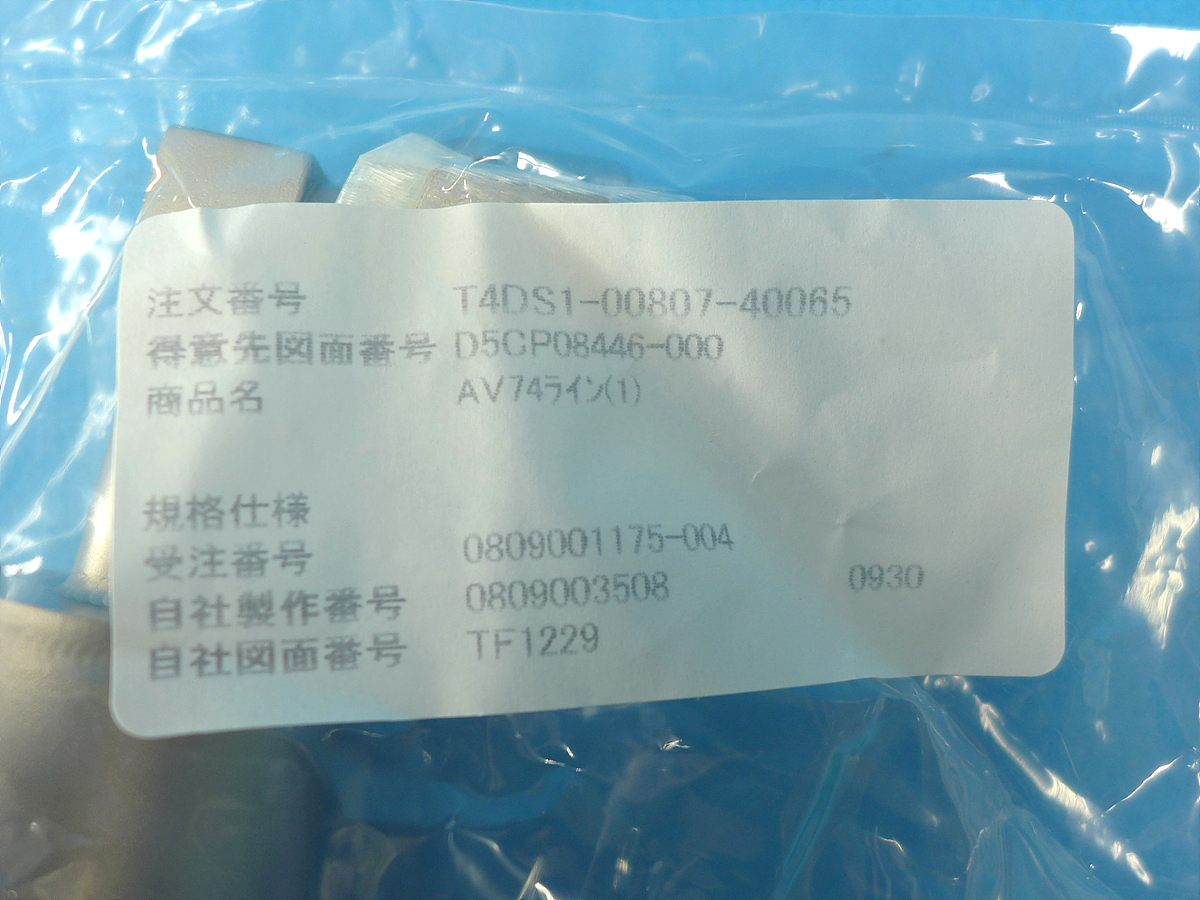 注文番号 T4DS1-00807-40065
得意先図面番号 D5CP08446-000
商品名 AV74ライン(1)
規格仕様
受注番号 0809001175-004
自社製作番号 0809003508 0930
自社図面番号 TF1229